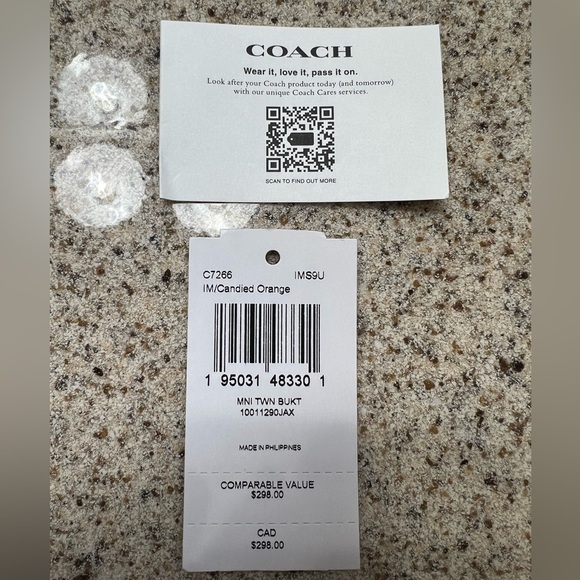 COACH
Wear it, love it, pass it on.
Look after your Coach product today (and tomorrow)
with our unique Coach Cares services.
SCAN TO FIND OUT MORE
C7266 IMS9U
IM/Candied Orange
1 95031 48330 1
MNI TWN BUKT
10011290JAX
MADE IN PHILIPPINES
COMPARABLE VALUE
$298.00
CAD
$298.00